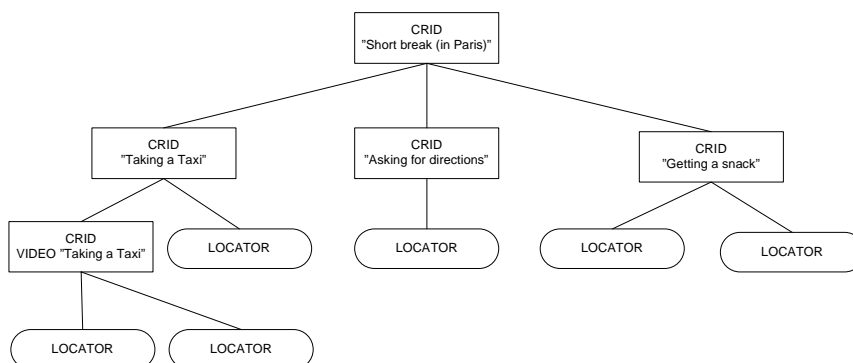 CRID
”Short break (in Paris)”
CRID
”Taking a Taxi”
CRID
”Asking for directions”
CRID
”Getting a snack”
CRID
VIDEO ”Taking a Taxi”
LOCATOR
LOCATOR
LOCATOR
LOCATOR
LOCATOR
LOCATOR